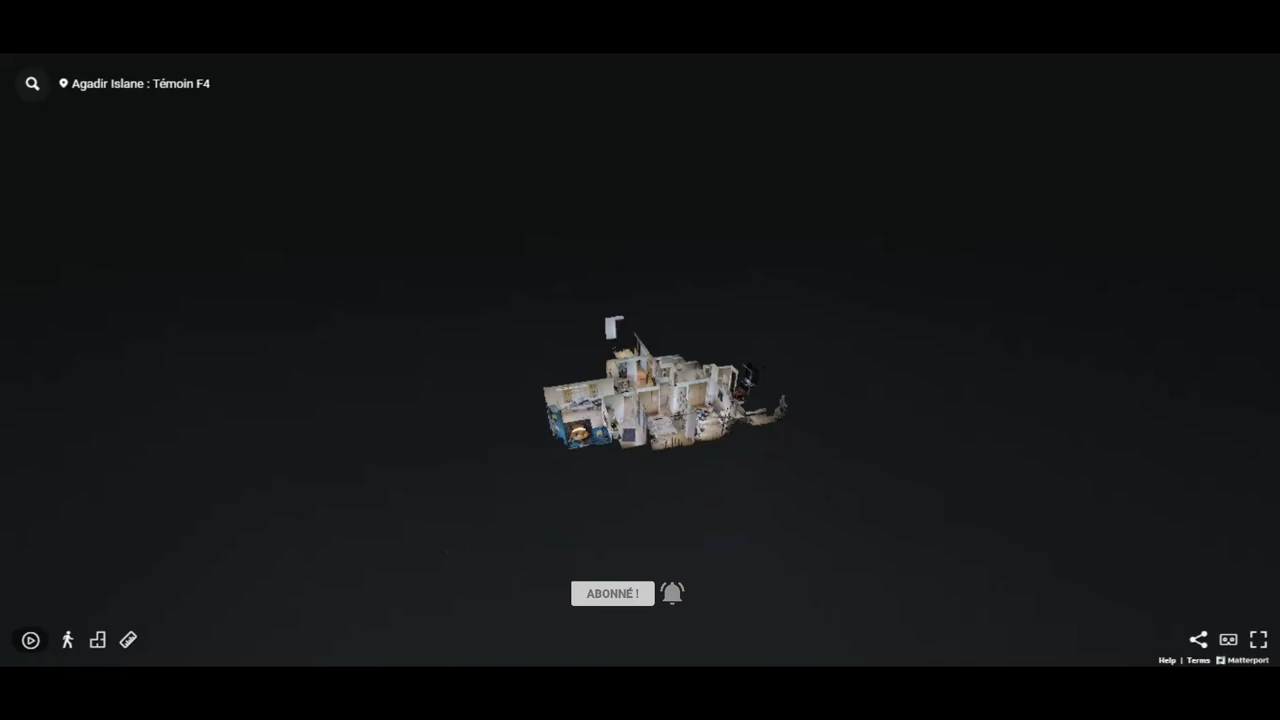 Agadir Islane : Témoin F4
ABONNÉ !
Help | Terms Matterport